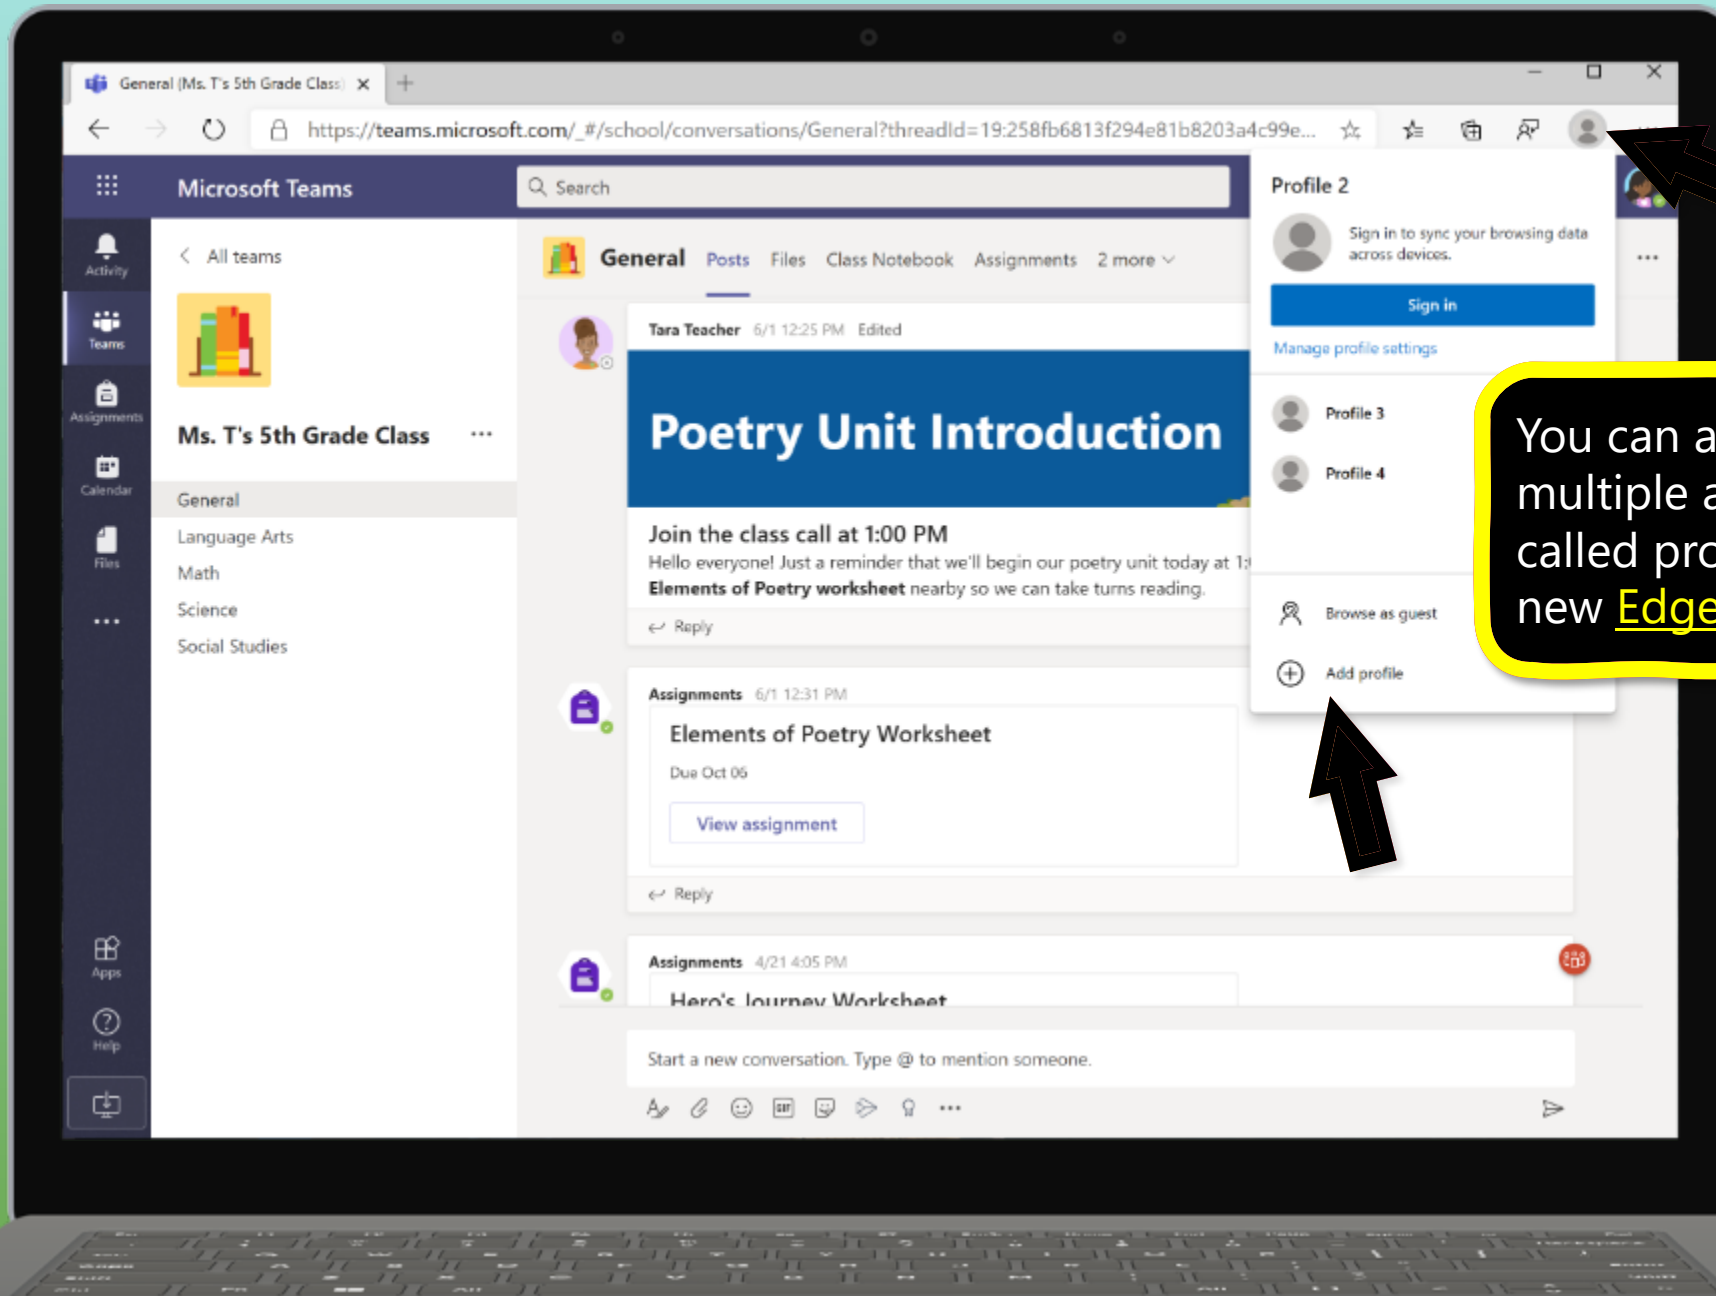 General (Ms. T's 5th Grade Class)
https://teams.microsoft.com/_#/school/conversations/General?threadId=19:258fb6813f294e81b8203a4c99e...
Microsoft Teams
Search
Activity
Teams
Assignments
Calendar
Files
Apps
Help
All teams
Ms. T's 5th Grade Class
General
Language Arts
Math
Science
Social Studies
General Posts Files Class Notebook Assignments 2 more
Tara Teacher 6/1 12:25 PM Edited
Poetry Unit Introduction
Join the class call at 1:00 PM
Hello everyone! Just a reminder that we'll begin our poetry unit today at 1:
Elements of Poetry worksheet nearby so we can take turns reading.
Reply
Assignments 6/1 12:31 PM
Elements of Poetry Worksheet
Due Oct 06
View assignment
Reply
Assignments 4/21 4:05 PM
Hero's Journey Worksheet
Start a new conversation. Type @ to mention someone.
GIF
Profile 2
Sign in to sync your browsing data
across devices.
Sign in
Manage profile settings
Profile 3
Profile 4
Browse as guest
Add profile
You can a
multiple a
called pro
new Edge